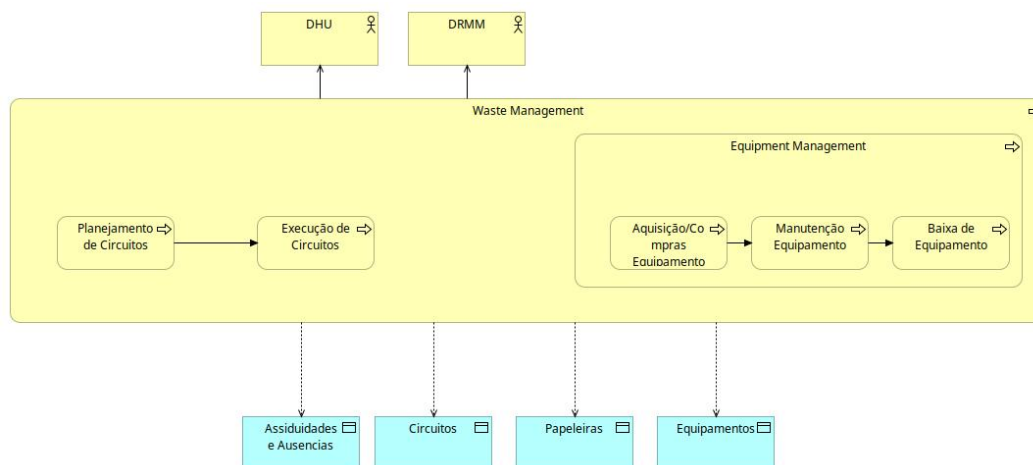 DHU
DRMM
Waste Management
Equipment Management
Planejamento
de Circuitos
Execução de
Circuitos
Aquisição/Co
mpras
Equipamento
Manutenção
Equipamento
Baixa de
Equipamento
Assiduidades
e Ausencias
Circuitos
Papeleiras
Equipamentos